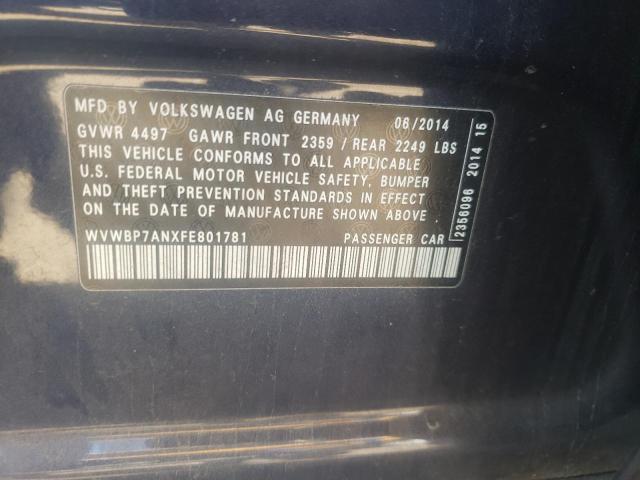 MFD BY VOLKSWAGEN AG GERMANY 06/2014
GVWR 4497 GAWR FRONT 2359 / REAR 2249 LBS
THIS VEHICLE CONFORMS TO ALL APPLICABLE
U.S. FEDERAL MOTOR VEHICLE SAFETY, BUMPER
AND THEFT PREVENTION STANDARDS IN EFFECT
ON THE DATE OF MANUFACTURE SHOWN ABOVE.
WVWBP7ANXFE801781 PASSENGER CAR
2356096 2014 15